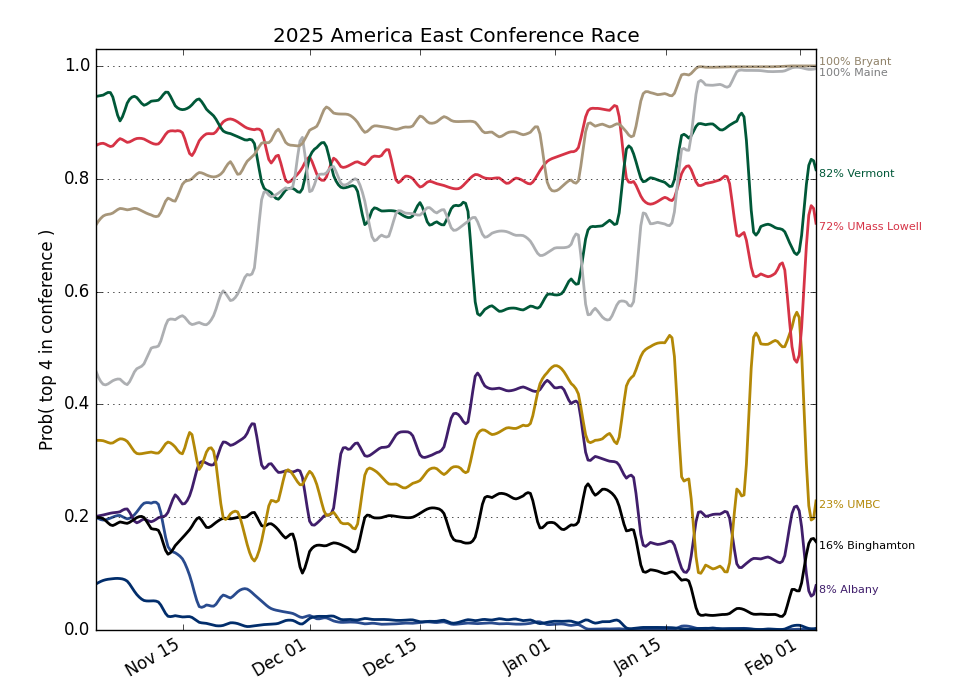 2025 America East Conference Race
Prob( top 4 in conference )
1.0
0.8
0.6
0.4
0.2
0.0
Nov 15
Dec 01
Dec 15
Jan 01
Jan 15
Feb 01
100% Bryant
100% Maine
82% Vermont
72% UMass Lowell
23% UMBC
16% Binghamton
8% Albany